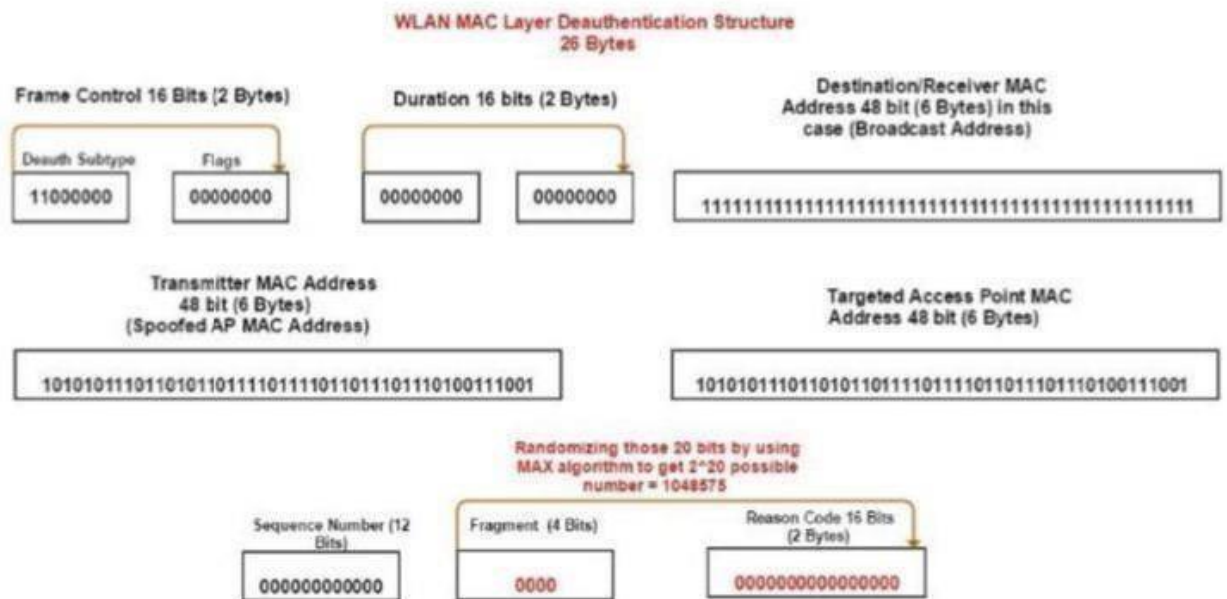 WLAN MAC Layer Deauthentication Structure
26 Bytes
Frame Control 16 Bits (2 Bytes)
Duration 16 bits (2 Bytes)
Destination/Receiver MAC
Address 48 bit (6 Bytes) in this
case (Broadcast Address)
Deauth Subtype
Flags
11000000
00000000
00000000
00000000
111111111111111111111111111111111111111111111111
Transmitter MAC Address
48 bit (6 Bytes)
(Spoofed AP MAC Address)
Targeted Access Point MAC
Address 48 bit (6 Bytes)
101010111011010110111101111011011101110100111001
101010111011010110111101111011011101110100111001
Randomizing those 20 bits by using
MAX algorithm to get 2^20 possible
number = 1048575
Sequence Number (12
Bits)
Fragment (4 Bits)
Reason Code 16 Bits
(2 Bytes)
000000000000
0000
0000000000000000